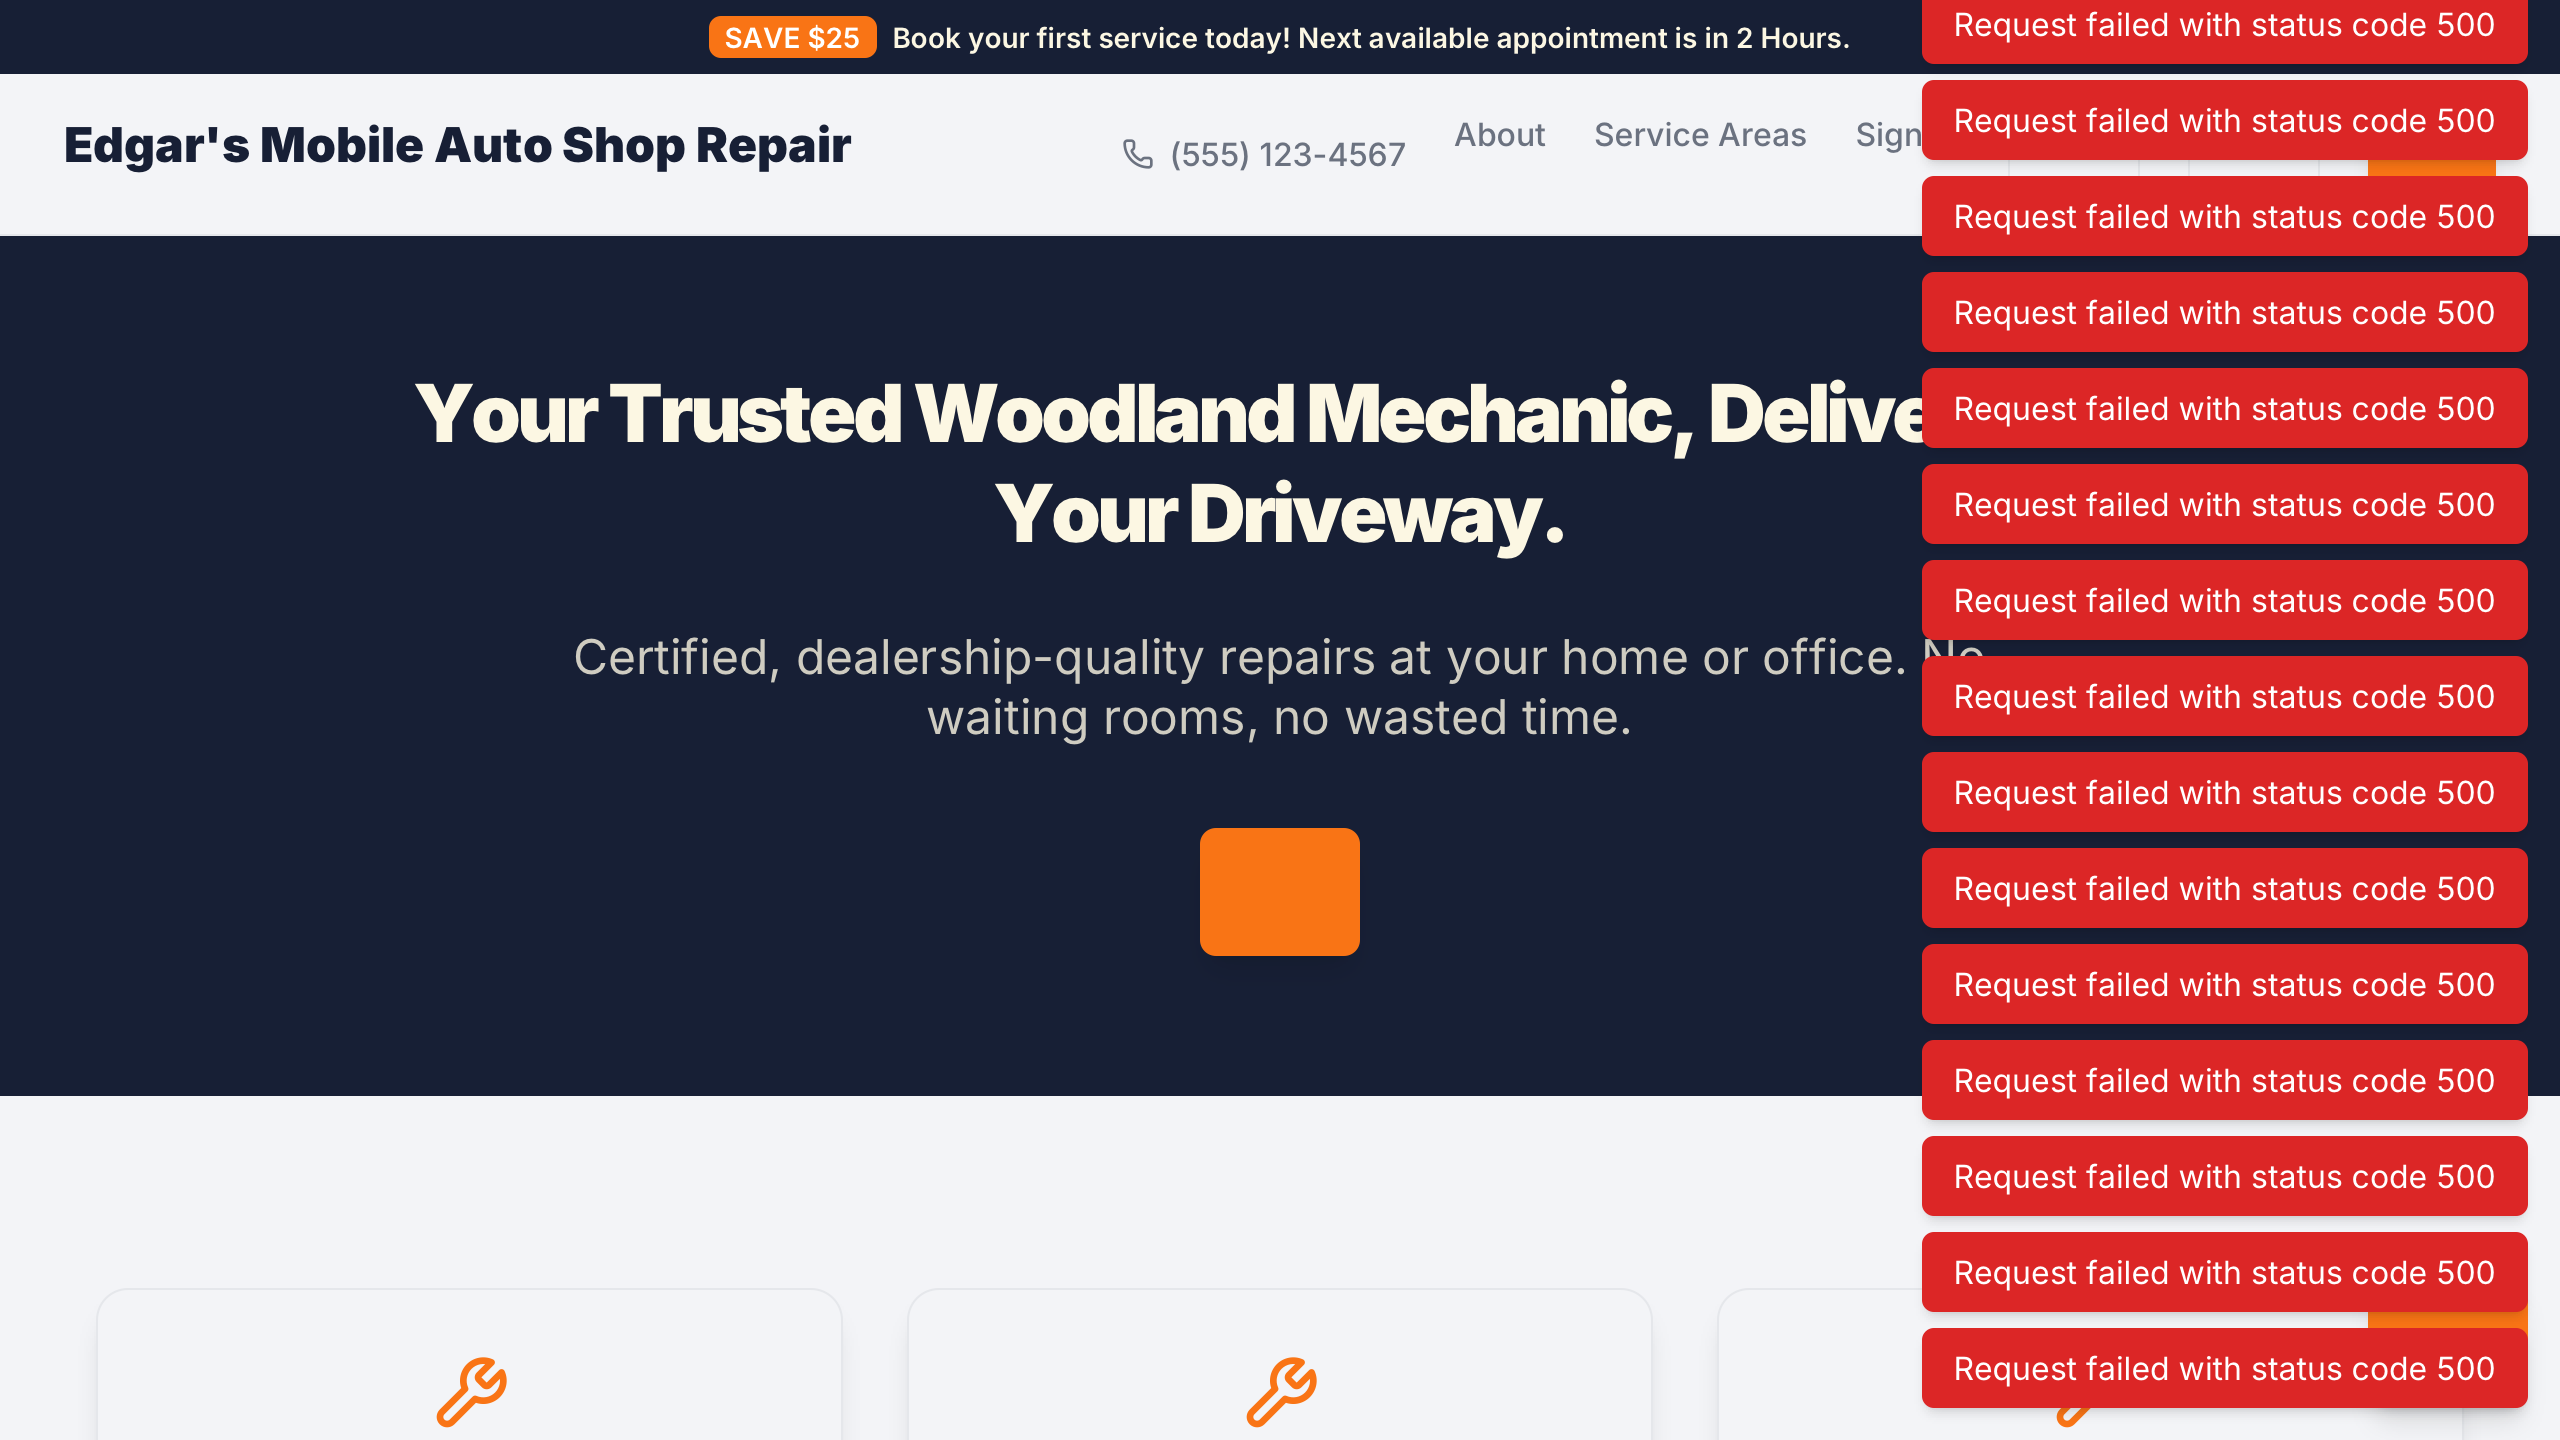 SAVE $25 Book your first service today! Next available appointment is in 2 Hours.
Request failed with status code 500
Edgar's Mobile Auto Shop Repair
(555) 123-4567
About
Service Areas
Sign
Request failed with status code 500
Request failed with status code 500
Request failed with status code 500
Your Trusted Woodland Mechanic,
Request failed with status code 500
Your Driveway.
Request failed with status code 500
Request failed with status code 500
Certified, dealership-quality repairs at your home or office. No
waiting rooms, no wasted time.
Request failed with status code 500
Request failed with status code 500
Request failed with status code 500
Request failed with status code 500
Request failed with status code 500
Request failed with status code 500
Request failed with status code 500
Request failed with status code 500